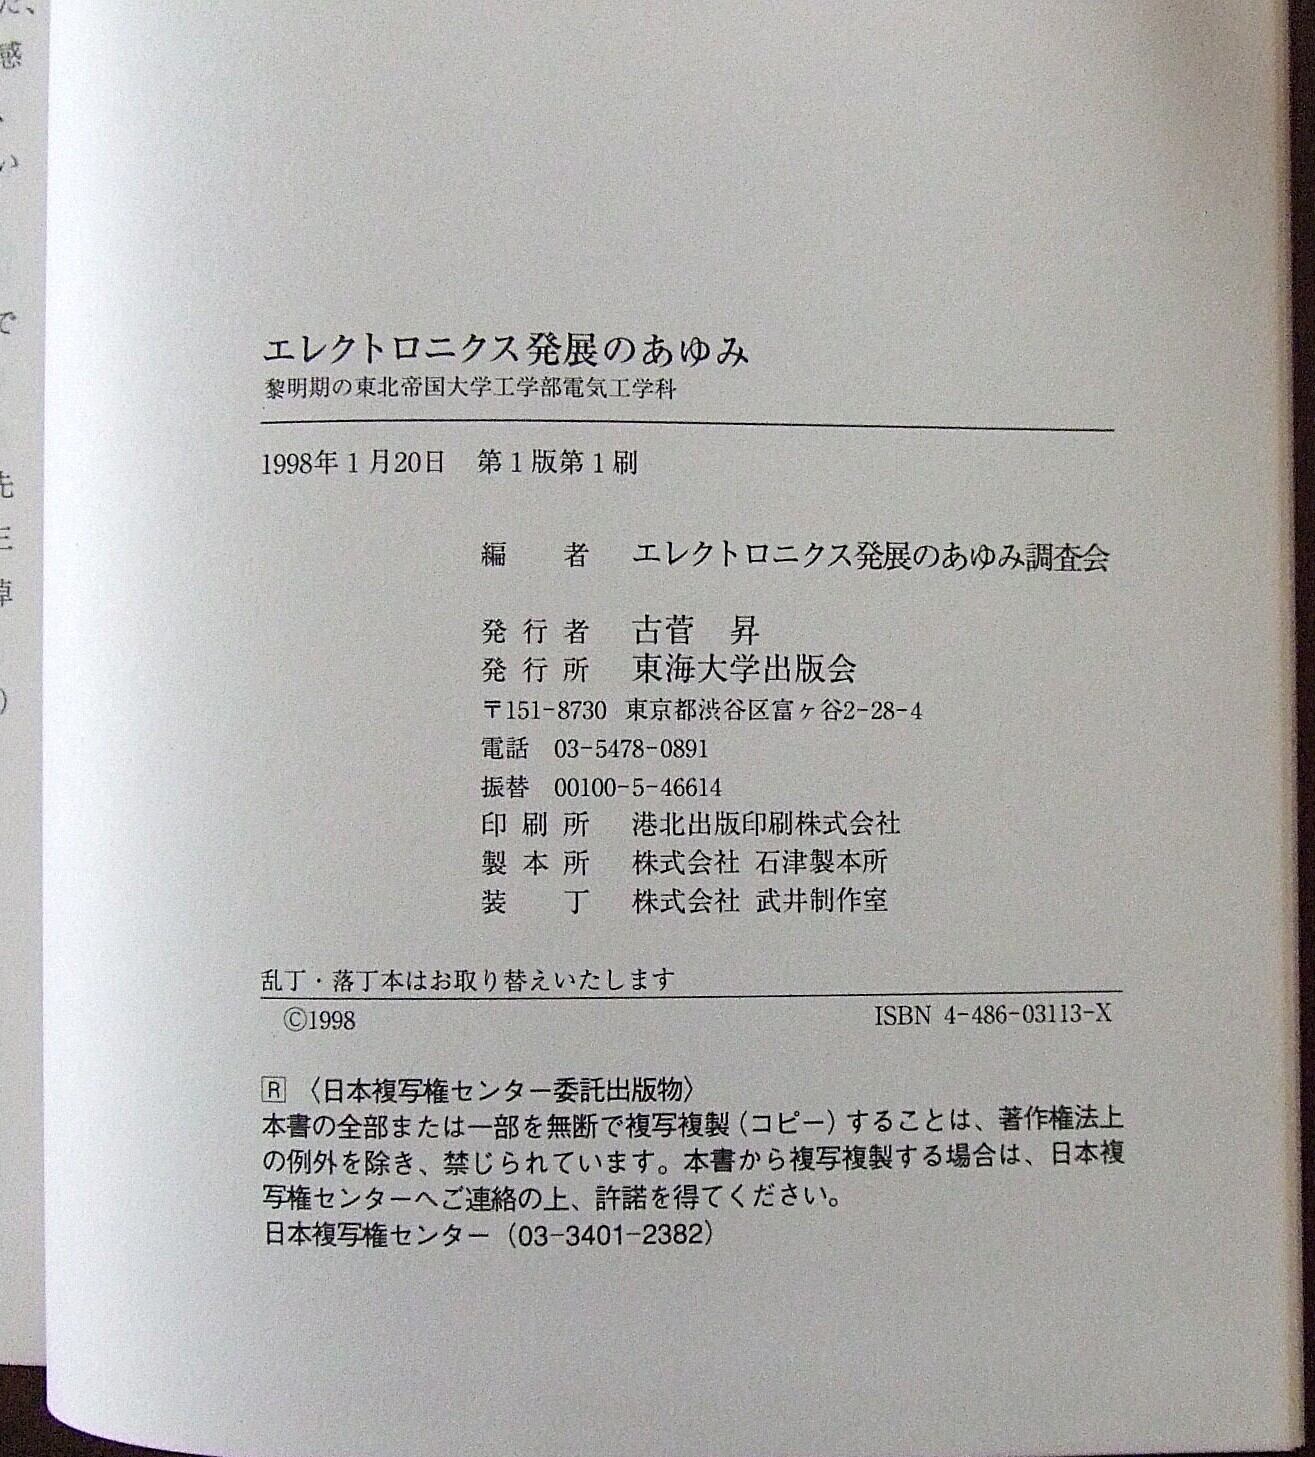 エレクトロニクス発展のあゆみ
黎明期の東北帝国大学工学部電気工学科
1998年1月20日　第1版第1刷
編　者　エレクトロニクス発展のあゆみ調査会
発行者　古菅　昇
発行所　東海大学出版会
〒151-8730　東京都渋谷区富ヶ谷2-28-4
電話　03-5478-0891
振替　00100-5-46614
印刷所　港北出版印刷株式会社
製本所　株式会社 石津製本所
装　丁　株式会社 武井制作室
乱丁・落丁本はお取り替えいたします
©1998　ISBN 4-486-03113-X
R〈日本複写権センター委託出版物〉
本書の全部または一部を無断で複写複製（コピー）することは、著作権法上
の例外を除き、禁じられています。本書から複写複製する場合は、日本複
写権センターへご連絡の上、許諾を得てください。
日本複写権センター（03-3401-2382）